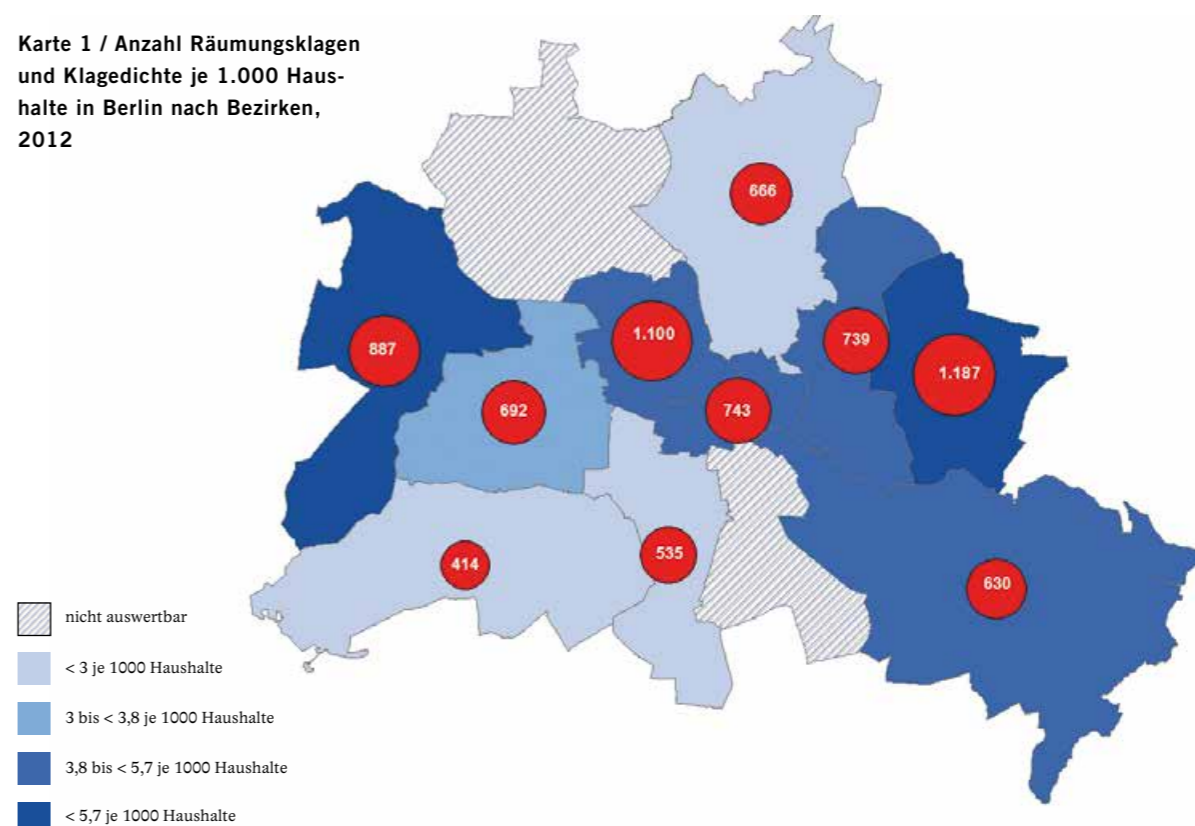 Karte 1 / Anzahl Räumungsklagen
und Klagedichte je 1.000 Haus-
halte in Berlin nach Bezirken,
2012
666
1.100
739
887
1.187
692
743
535
414
630
nicht auswertbar
< 3 je 1000 Haushalte
3 bis < 3,8 je 1000 Haushalte
3,8 bis < 5,7 je 1000 Haushalte
< 5,7 je 1000 Haushalte